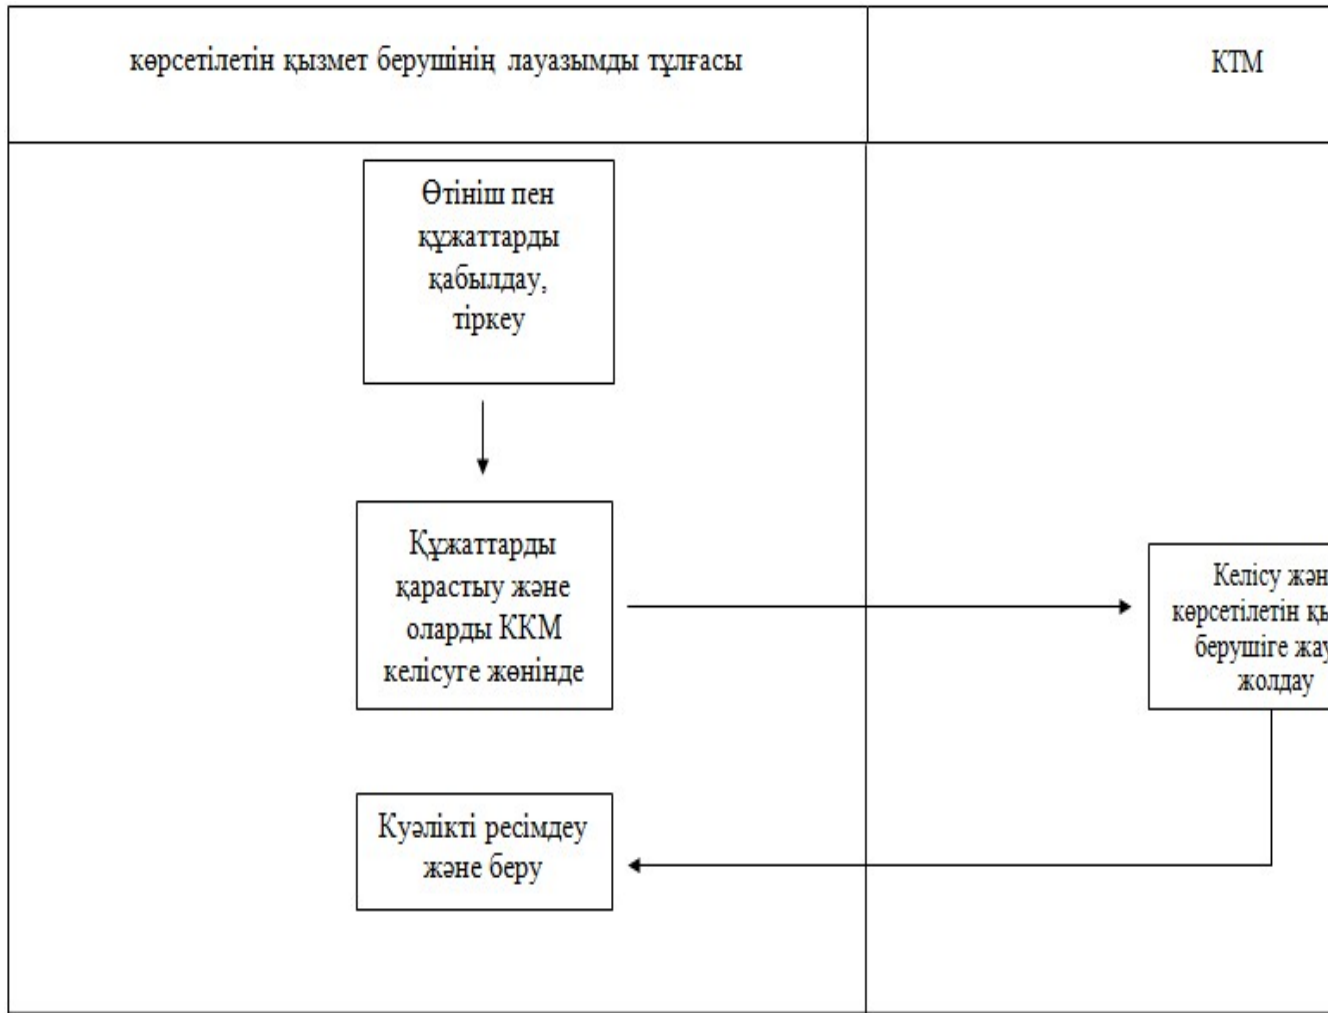 көрсетілетін қызмет берушінің лауазымды тұлғасы
КТМ
Өтініш пен
құжаттарды
қабылдау,
тіркеу
Құжаттарды
қарастыу және
оларды ККМ
келісуге жөнінде
Келісу
көрсетілетін
берушіге
жолдау
Куәлікті ресімдеу
және беру